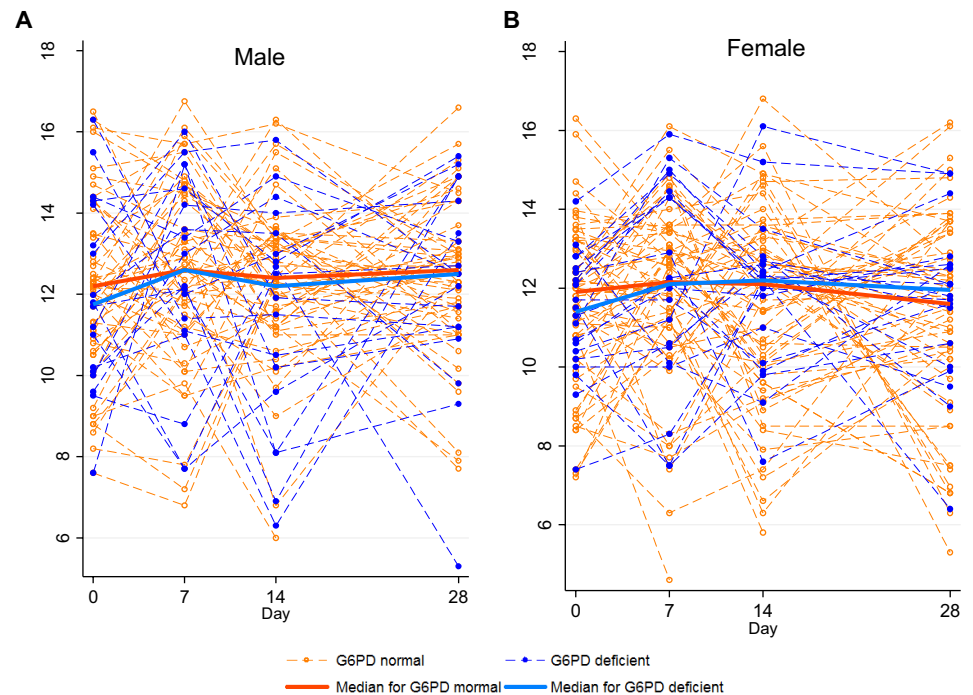 A
Male
18
16
14
12
10
8
6
0 7 14 28
Day
B
Female
18
16
14
12
10
8
6
0 7 14 28
Day
G6PD normal G6PD deficient
Median for G6PD mormal Median for G6PD deficient